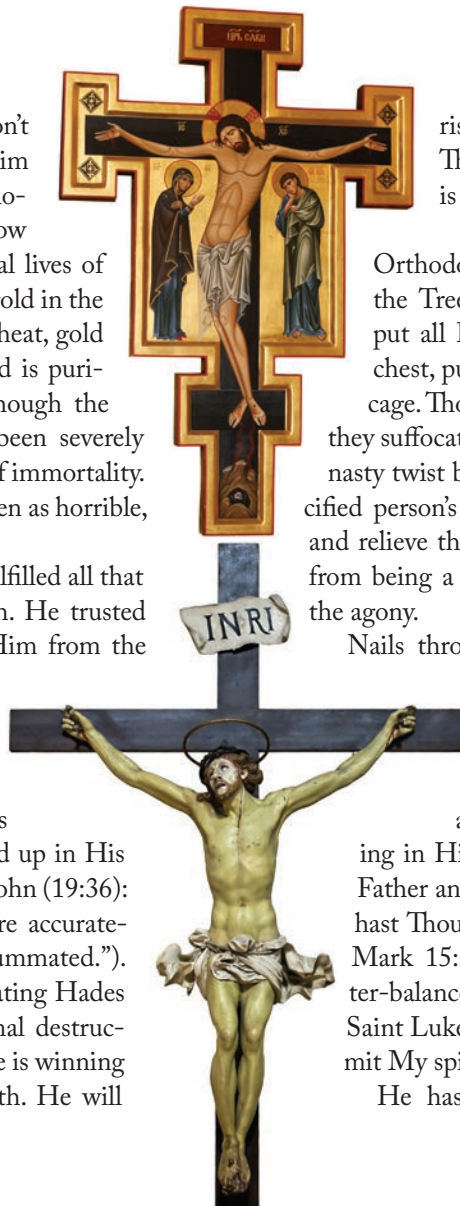 on't
im
lo-
ow
al lives of
gold in the
heat, gold
d is puri-
hough the
been severely
f immortality.
en as horrible,
lfilled all that
n. He trusted
Him from the
s
d up in His
ohn (19:36):
re accurate-
ummated.”).
ating Hades
nal destruc-
e is winning
th. He will
INRI
ris
Th
is
Orthodo
the Tree
put all
chest, pu
cage. Tho
they suffocat
nasty twist b
cified person's
and relieve th
from being a
the agony.
Nails thro
a
ing in Hi
Father an
hast Thou
Mark 15:
ter-balance
Saint Luke
mit My spi
He has